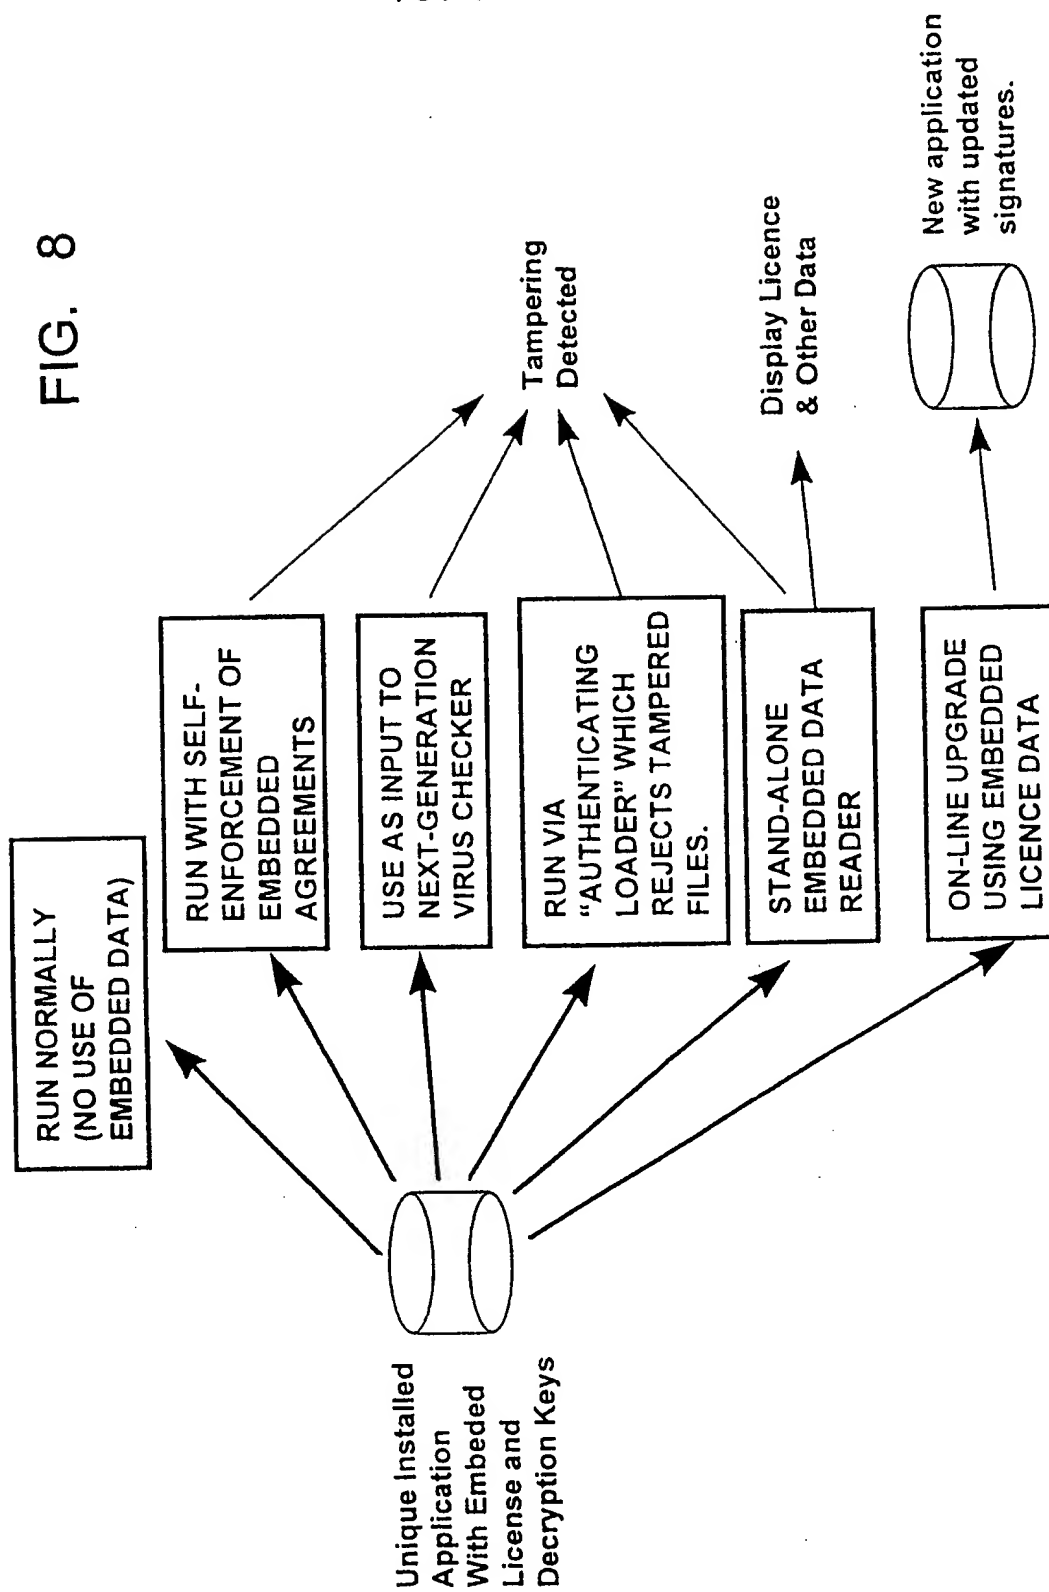 FIG. 8
RUN NORMALLY
(NO USE OF
EMBEDDED DATA)
RUN WITH SELF-
ENFORCEMENT OF
EMBEDDED
AGREEMENTS
USE AS INPUT TO
NEXT-GENERATION
VIRUS CHECKER
RUN VIA
“AUTHENTICATING
LOADER” WHICH
REJECTS TAMPERED
FILES.
STAND-ALONE
EMBEDDED DATA
READER
ON-LINE UPGRADE
USING EMBEDDED
LICENCE DATA
Unique Installed
Application
With Embeded
License and
Decryption Keys
Tampering
Detected
Display Licence
& Other Data
New application
with updated
signatures.